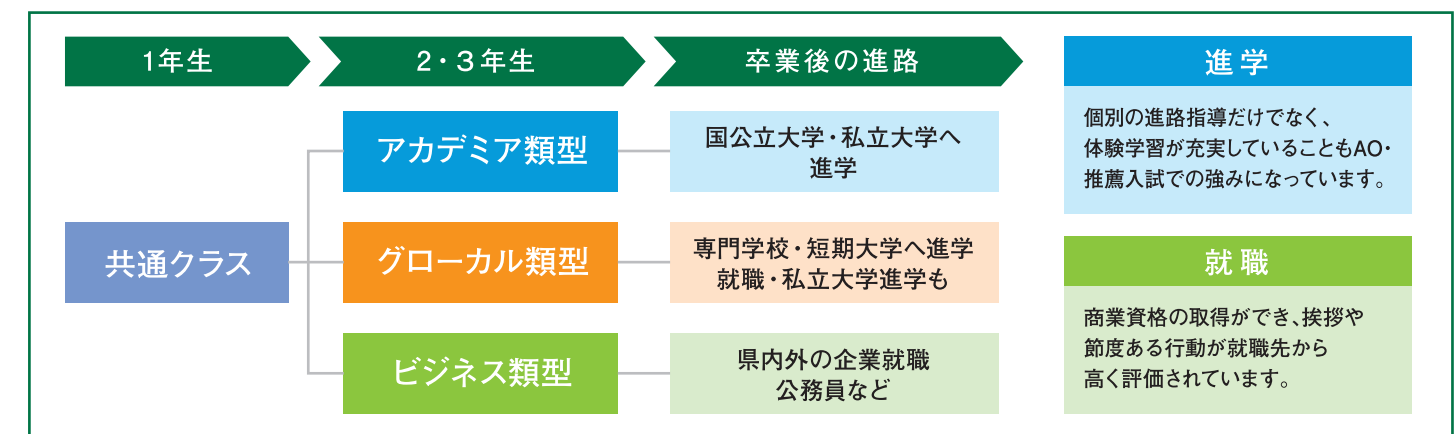 1年生
2・3年生
卒業後の進路
共通クラス
アカデミア類型
国公立大学・私立大学へ
進学
グローカル類型
専門学校・短期大学へ進学
就職・私立大学進学も
ビジネス類型
県内外の企業就職
公務員など
進学
個別の進路指導だけでなく、
体験学習が充実していることもAO・
推薦入試での強みになっています。
就職
商業資格の取得ができ、挨拶や
節度ある行動が就職先から
高く評価されています。